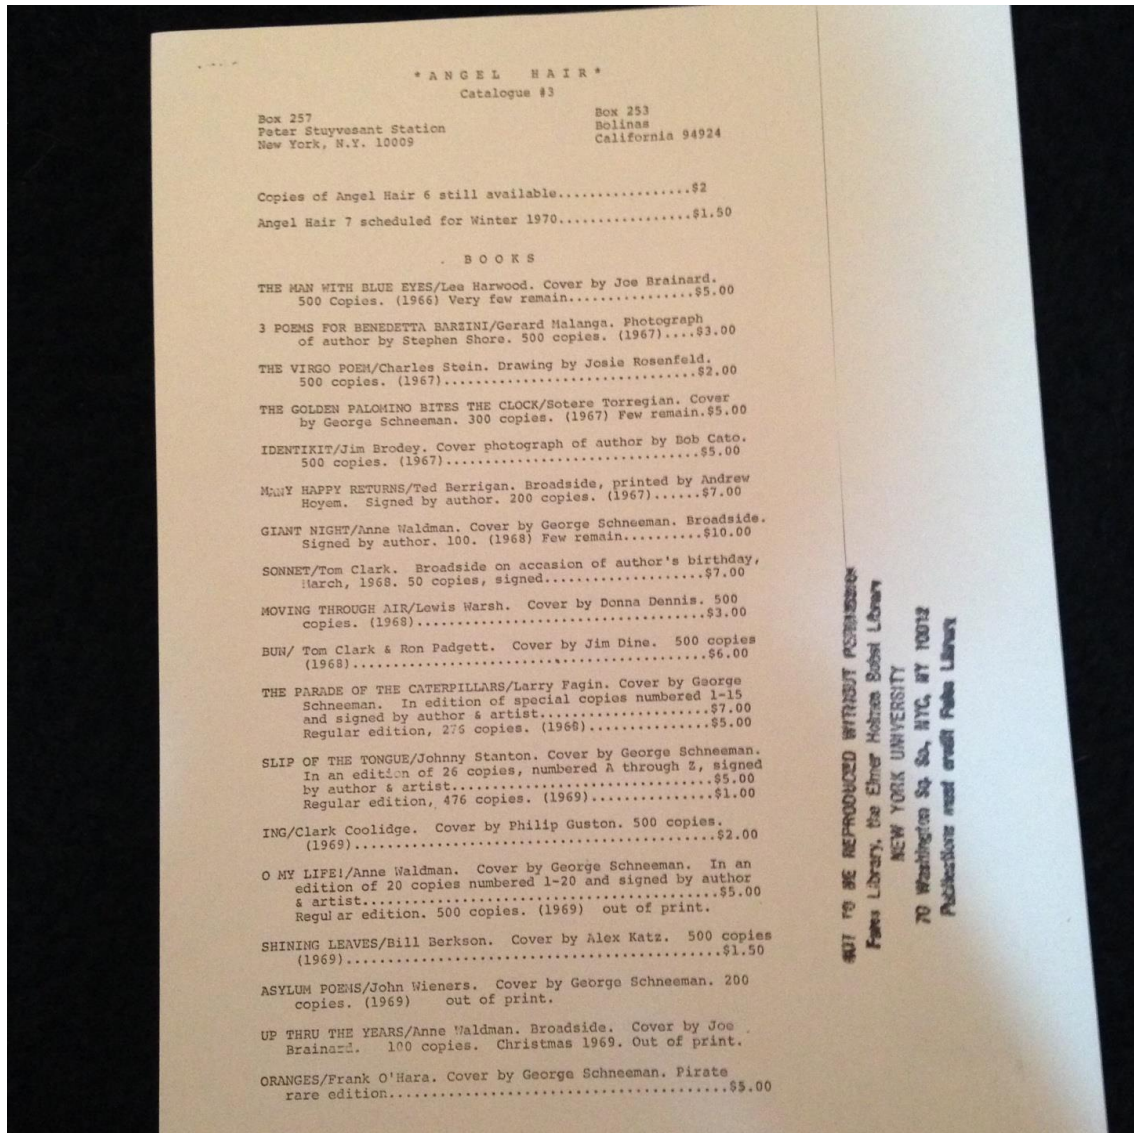 *ANGEL HAIR*
Catalogue #3
Box 257
Peter Stuyvesant Station
New York, N.Y. 10009
Box 253
Bolinas
California 94924
Copies of Angel Hair 6 still available.................$2
Angel Hair 7 scheduled for Winter 1970.................$1.50
BOOKS
THE MAN WITH BLUE EYES/Lee Harwood. Cover by Joe Brainard.
500 Copies. (1966) Very few remain................$5.00
3 POEMS FOR BENEDETTA BARZINI/Gerard Malanga. Photograph
of author by Stephen Shore. 500 copies. (1967)....$3.00
THE VIRGO POEM/Charles Stein. Drawing by Josie Rosenfeld.
500 copies. (1967)................................$2.00
THE GOLDEN PALOMINO BITES THE CLOCK/Sotere Torregian. Cover
by George Schneeman. 300 copies. (1967) Few remain.$5.00
IDENTIKIT/Jim Brodey. Cover photograph of author by Bob Cato.
500 copies. (1967)................................$5.00
MANY HAPPY RETURNS/Ted Berrigan. Broadside, printed by Andrew
Hoyem. Signed by author. 200 copies. (1967)......$7.00
GIANT NIGHT/Anne Waldman. Cover by George Schneeman. Broadside.
Signed by author. 100. (1968) Few remain..........$10.00
SONNET/Tom Clark. Broadside on accasion of author's birthday,
March, 1968. 50 copies, signed....................$7.00
MOVING THROUGH AIR/Lewis Warsh. Cover by Donna Dennis. 500
copies. (1968)....................................$3.00
BUN/ Tom Clark & Ron Padgett. Cover by Jim Dine. 500 copies
(1968)............................................$6.00
THE PARADE OF THE CATERPILLARS/Larry Fagin. Cover by George
Schneeman. In edition of special copies numbered 1-15
and signed by author & artist.....................$7.00
Regular edition, 276 copies. (1968)...............$5.00
SLIP OF THE TONGUE/Johnny Stanton. Cover by George Schneeman.
In an edition of 26 copies, numbered A through Z, signed
by author & artist................................$5.00
Regular edition, 476 copies. (1969)...............$1.00
ING/Clark Coolidge. Cover by Philip Guston. 500 copies.
(1969)............................................$2.00
O MY LIFE!/Anne Waldman. Cover by George Schneeman. In an
edition of 20 copies numbered 1-20 and signed by author
& artist..........................................$5.00
Regular edition. 500 copies. (1969) out of print.
SHINING LEAVES/Bill Berkson. Cover by Alex Katz. 500 copies
(1969)............................................$1.50
ASYLUM POEMS/John Wieners. Cover by George Schneeman. 200
copies. (1969) out of print.
UP THRU THE YEARS/Anne Waldman. Broadside. Cover by Joe
Brainard. 100 copies. Christmas 1969. Out of print.
ORANGES/Frank O'Hara. Cover by George Schneeman. Pirate
rare edition......................................$5.00
NOT TO BE REPRODUCED WITHOUT PERMISSION
Fales Library, the Elmer Holmes Bobst Library
NEW YORK UNIVERSITY
70 Washington Sq. So., NYC, NY 10012
Publications must credit Fales Library